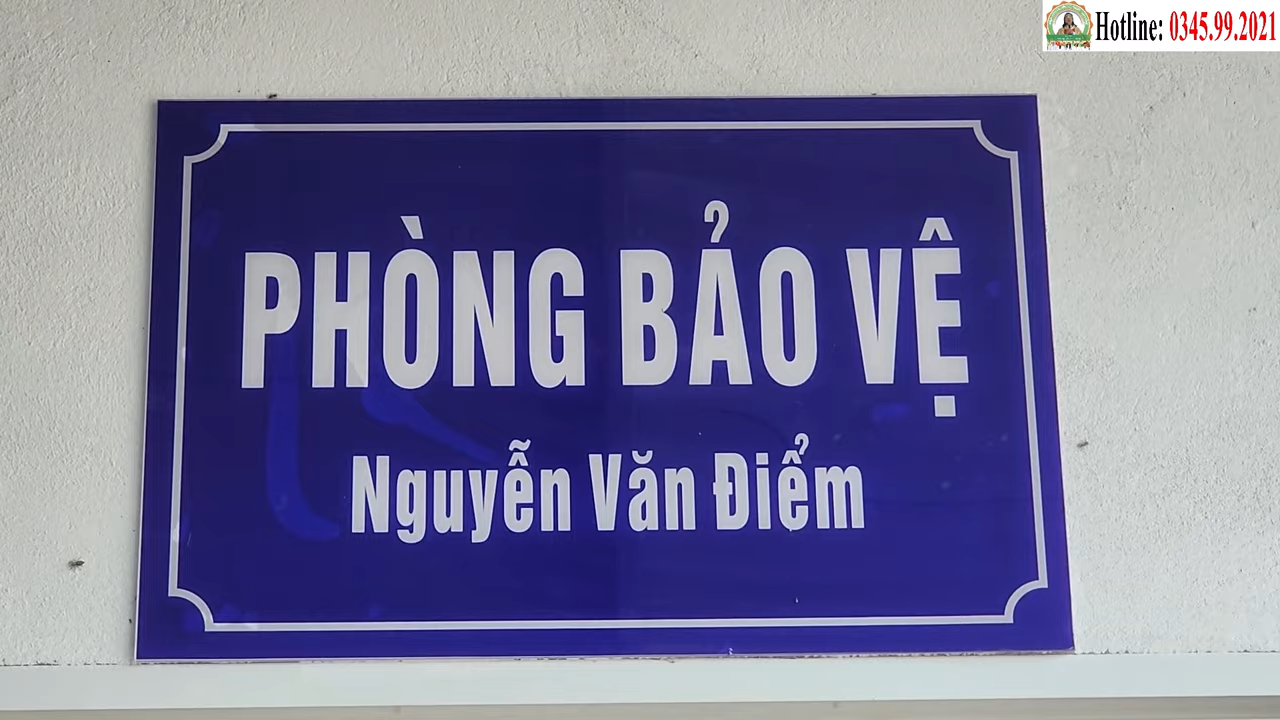 Hotline: 0345.99.2021
PHÒNG BẢO VỆ
Nguyễn Văn Điểm